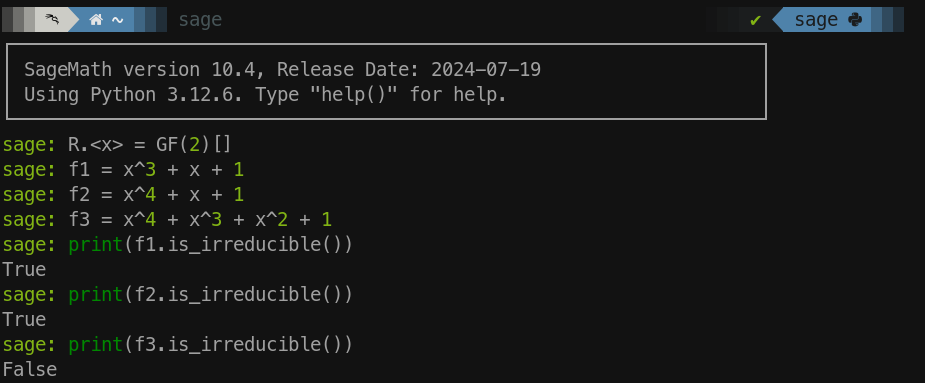 ~ sage ✔ sage
SageMath version 10.4, Release Date: 2024-07-19
Using Python 3.12.6. Type "help()" for help.
sage: R.<x> = GF(2)[]
sage: f1 = x^3 + x + 1
sage: f2 = x^4 + x + 1
sage: f3 = x^4 + x^3 + x^2 + 1
sage: print(f1.is_irreducible())
True
sage: print(f2.is_irreducible())
True
sage: print(f3.is_irreducible())
False